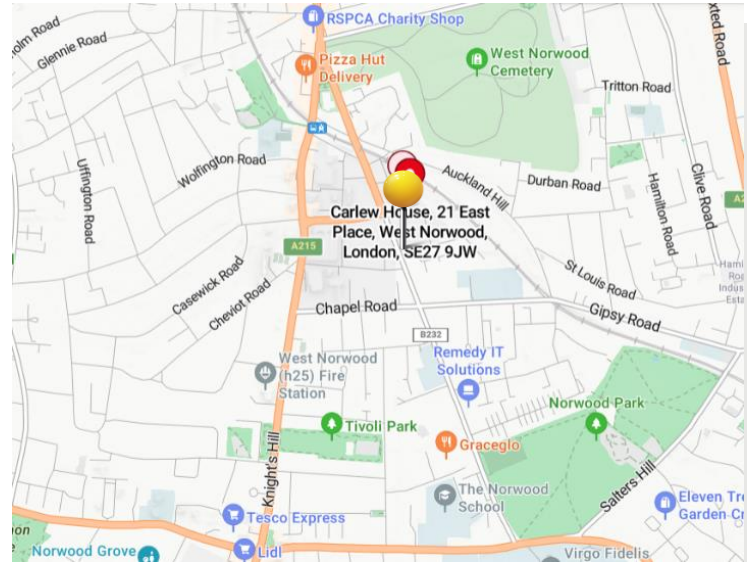 RSPCA Charity Shop
Glennie Road
Pizza Hut
Delivery
West Norwood
Cemetery
Tritton Road
Uffington Road
Wolfington Road
Auckland Hill
Durban Road
Hamilton Road
Clive Road
Carlew House, 21 East
Place, West Norwood,
London, SE27 9JW
A215
Casewick Road
Cheviot Road
St Louis Road
Chapel Road
Gipsy Road
B232
West Norwood
(h25) Fire
Station
Remedy IT
Solutions
Norwood Park
Tivoli Park
Graceglo
Knight's Hill
The Norwood
School
Salters Hill
Tesco Express
Eleven Tre
Garden Ce
Norwood Grove
Lidl
Virgo Fidelis